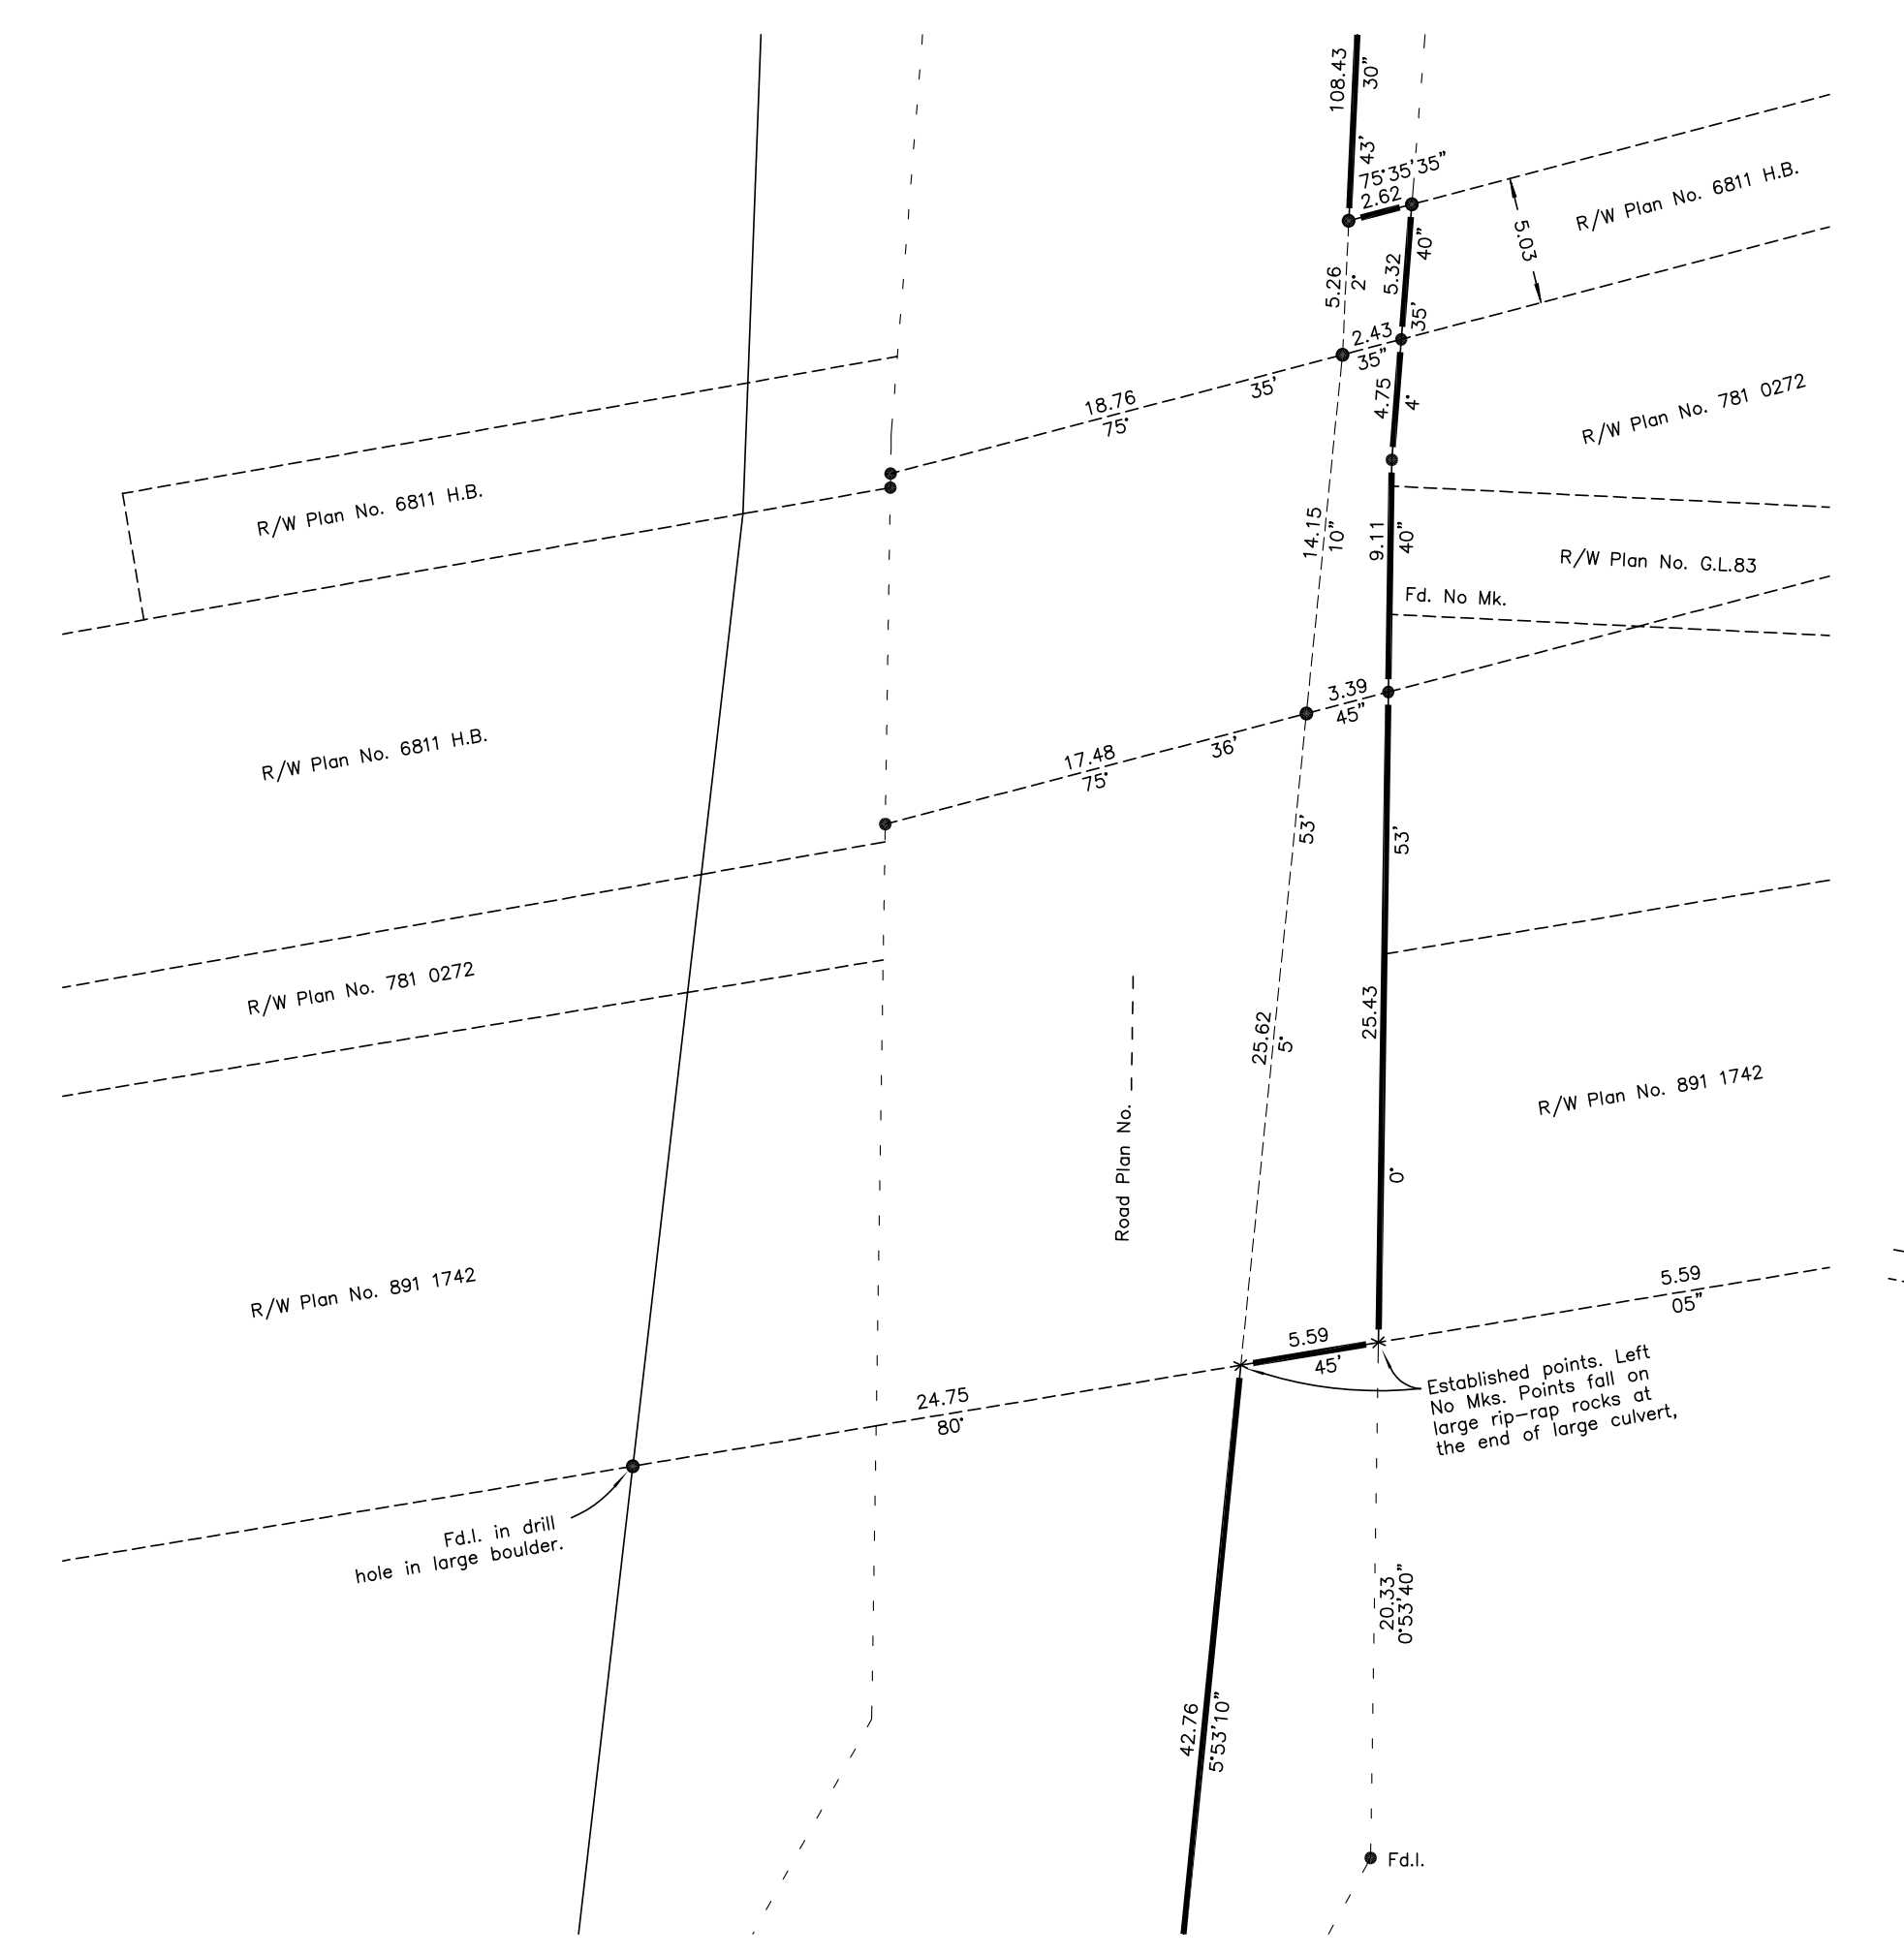 108.43
30"
43'
75°35'35"
2.62
R/W Plan No. 6811 H.B.
5.03
40"
5.32
5.26
2°
35'
2.43
35"
18.76
75°
35'
4.75
4°
R/W Plan No. 781 0272
R/W Plan No. 6811 H.B.
14.15
10"
9.11
40"
R/W Plan No. G.L.83
Fd. No Mk.
3.39
45"
R/W Plan No. 6811 H.B.
17.48
75°
36'
53'
53'
R/W Plan No. 781 0272
25.62
5°
25.43
R/W Plan No. 891 1742
Road Plan No.
0°
R/W Plan No. 891 1742
5.59
05"
5.59
45'
24.75
80°
Established points. Left
No Mks. Points fall on
large rip-rap rocks at
the end of large culvert,
Fd.I. in drill
hole in large boulder.
20.33
0°53'40"
42.76
5°53'10"
Fd.I.